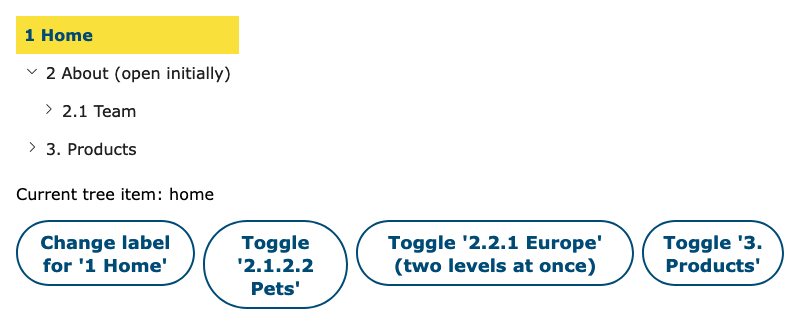 1 Home
2 About (open initially)
2.1 Team
3. Products
Current tree item: home
Change label
for '1 Home'
Toggle
'2.1.2.2
Pets'
Toggle '2.2.1 Europe'
(two levels at once)
Toggle '3.
Products'